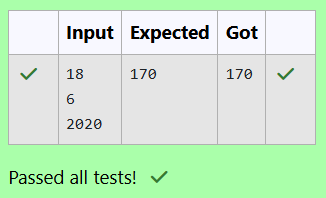 Input Expected Got
18 170 170
6
2020
Passed all tests!